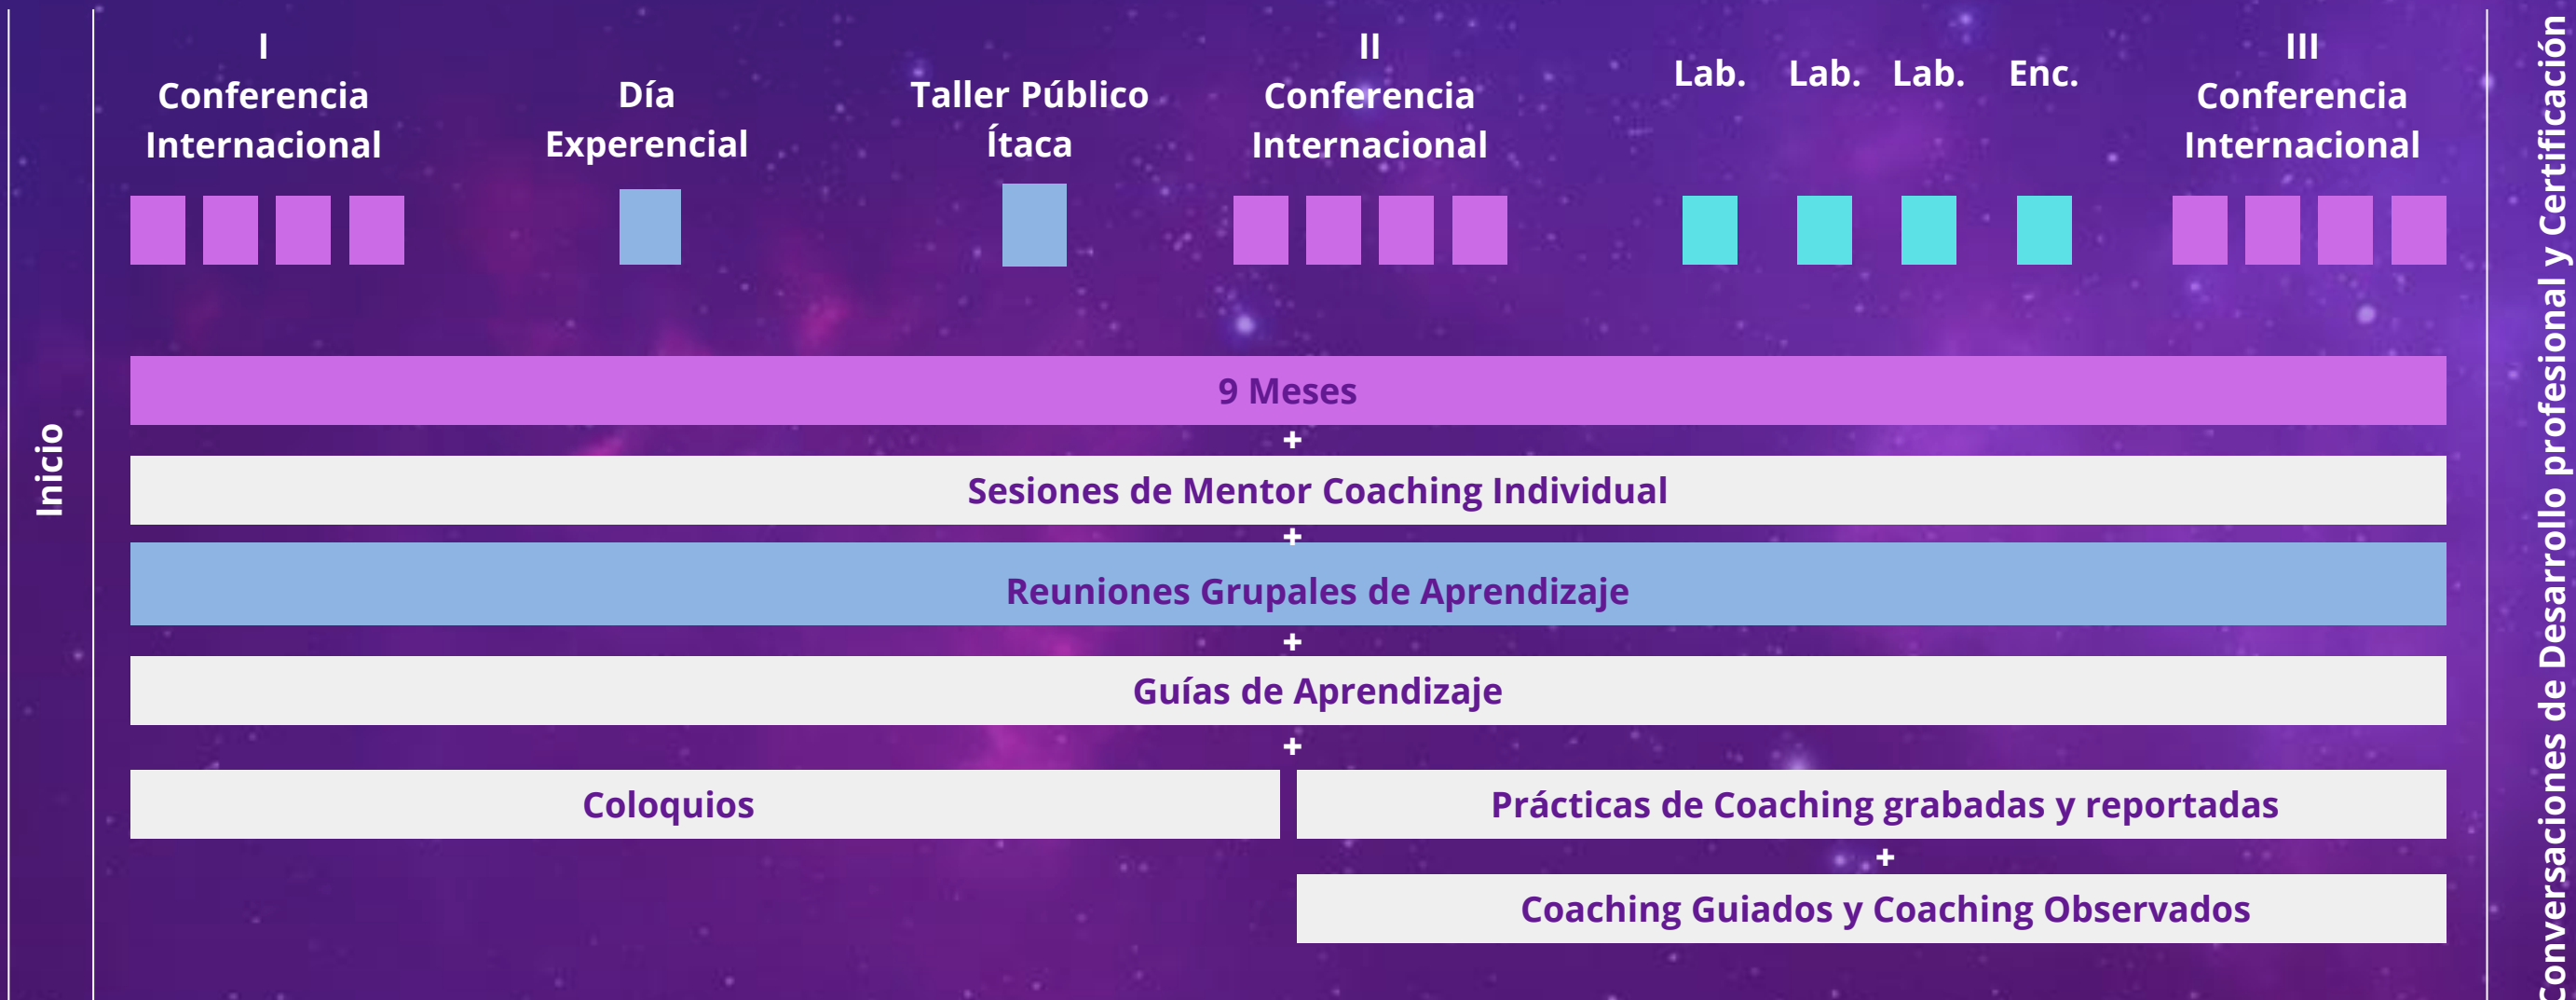 Inicio
I
Conferencia
Internacional
Día
Experencial
Taller Público
Ítaca
II
Conferencia
Internacional
Lab.
Lab.
Lab.
Enc.
III
Conferencia
Internacional
9 Meses
+
Sesiones de Mentor Coaching Individual
+
Reuniones Grupales de Aprendizaje
+
Guías de Aprendizaje
+
Coloquios
Prácticas de Coaching grabadas y reportadas
+
Coaching Guiados y Coaching Observados
Conversaciones de Desarrollo profesional y Certificación